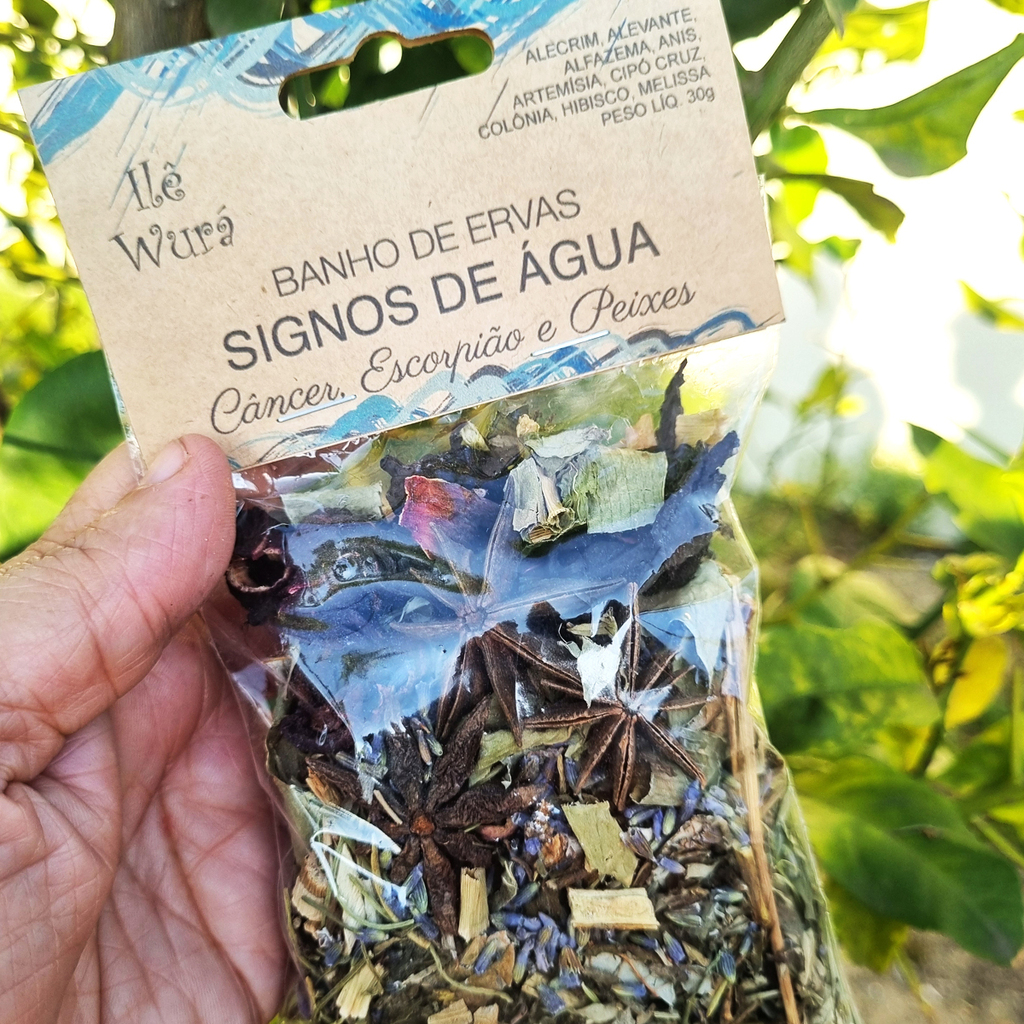 ALECRIM, ALEVANTE,
ALFAZEMA, ANIS,
ARTEMÍSIA, CIPÓ CRUZ,
COLÔNIA, HIBISCO, MELISSA
PESO LÍQ. 30g
Ilê
Wurá
BANHO DE ERVAS
SIGNOS DE ÁGUA
Câncer, Escorpião e Peixes